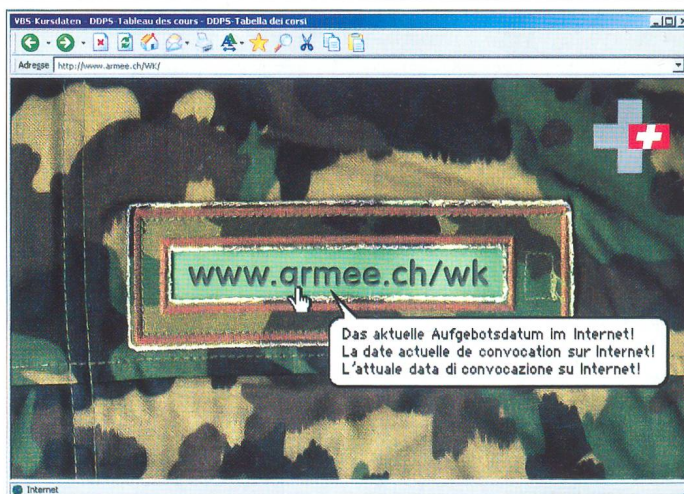 VBS-Kursdaten - DDPS-Tableau des cours - DDPS-Tabella dei corsi
Adresse http://www.armee.ch/WK/
www.armee.ch/wk
Das aktuelle Aufgebotsdatum im Internet!
La date actuelle de convocation sur Internet!
L'attuale data di convocazione su Internet!
Internet